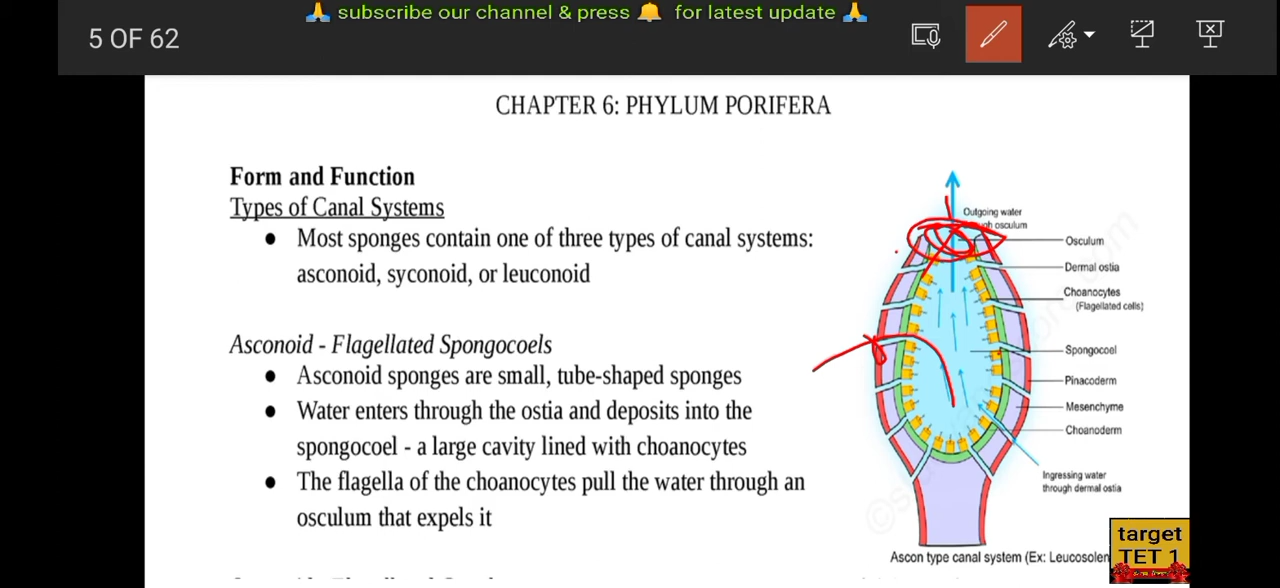 🙏 subscribe our channel & press 🔔 for latest update 🙏
5 OF 62
CHAPTER 6: PHYLUM PORIFERA
Form and Function
Types of Canal Systems
● Most sponges contain one of three types of canal systems:
asconoid, syconoid, or leuconoid
Asconoid - Flagellated Spongocoels
● Asconoid sponges are small, tube-shaped sponges
● Water enters through the ostia and deposits into the
spongocoel - a large cavity lined with choanocytes
● The flagella of the choanocytes pull the water through an
osculum that expels it
Outgoing water
osculum
Osculum
Dermal ostia
Choanocytes
(Flagellated cells)
Spongocoel
Pinacoderm
Mesenchyme
Choanoderm
Ingressing water
through dermal ostia
Ascon type canal system (Ex: Leucosolen
target
TET 1